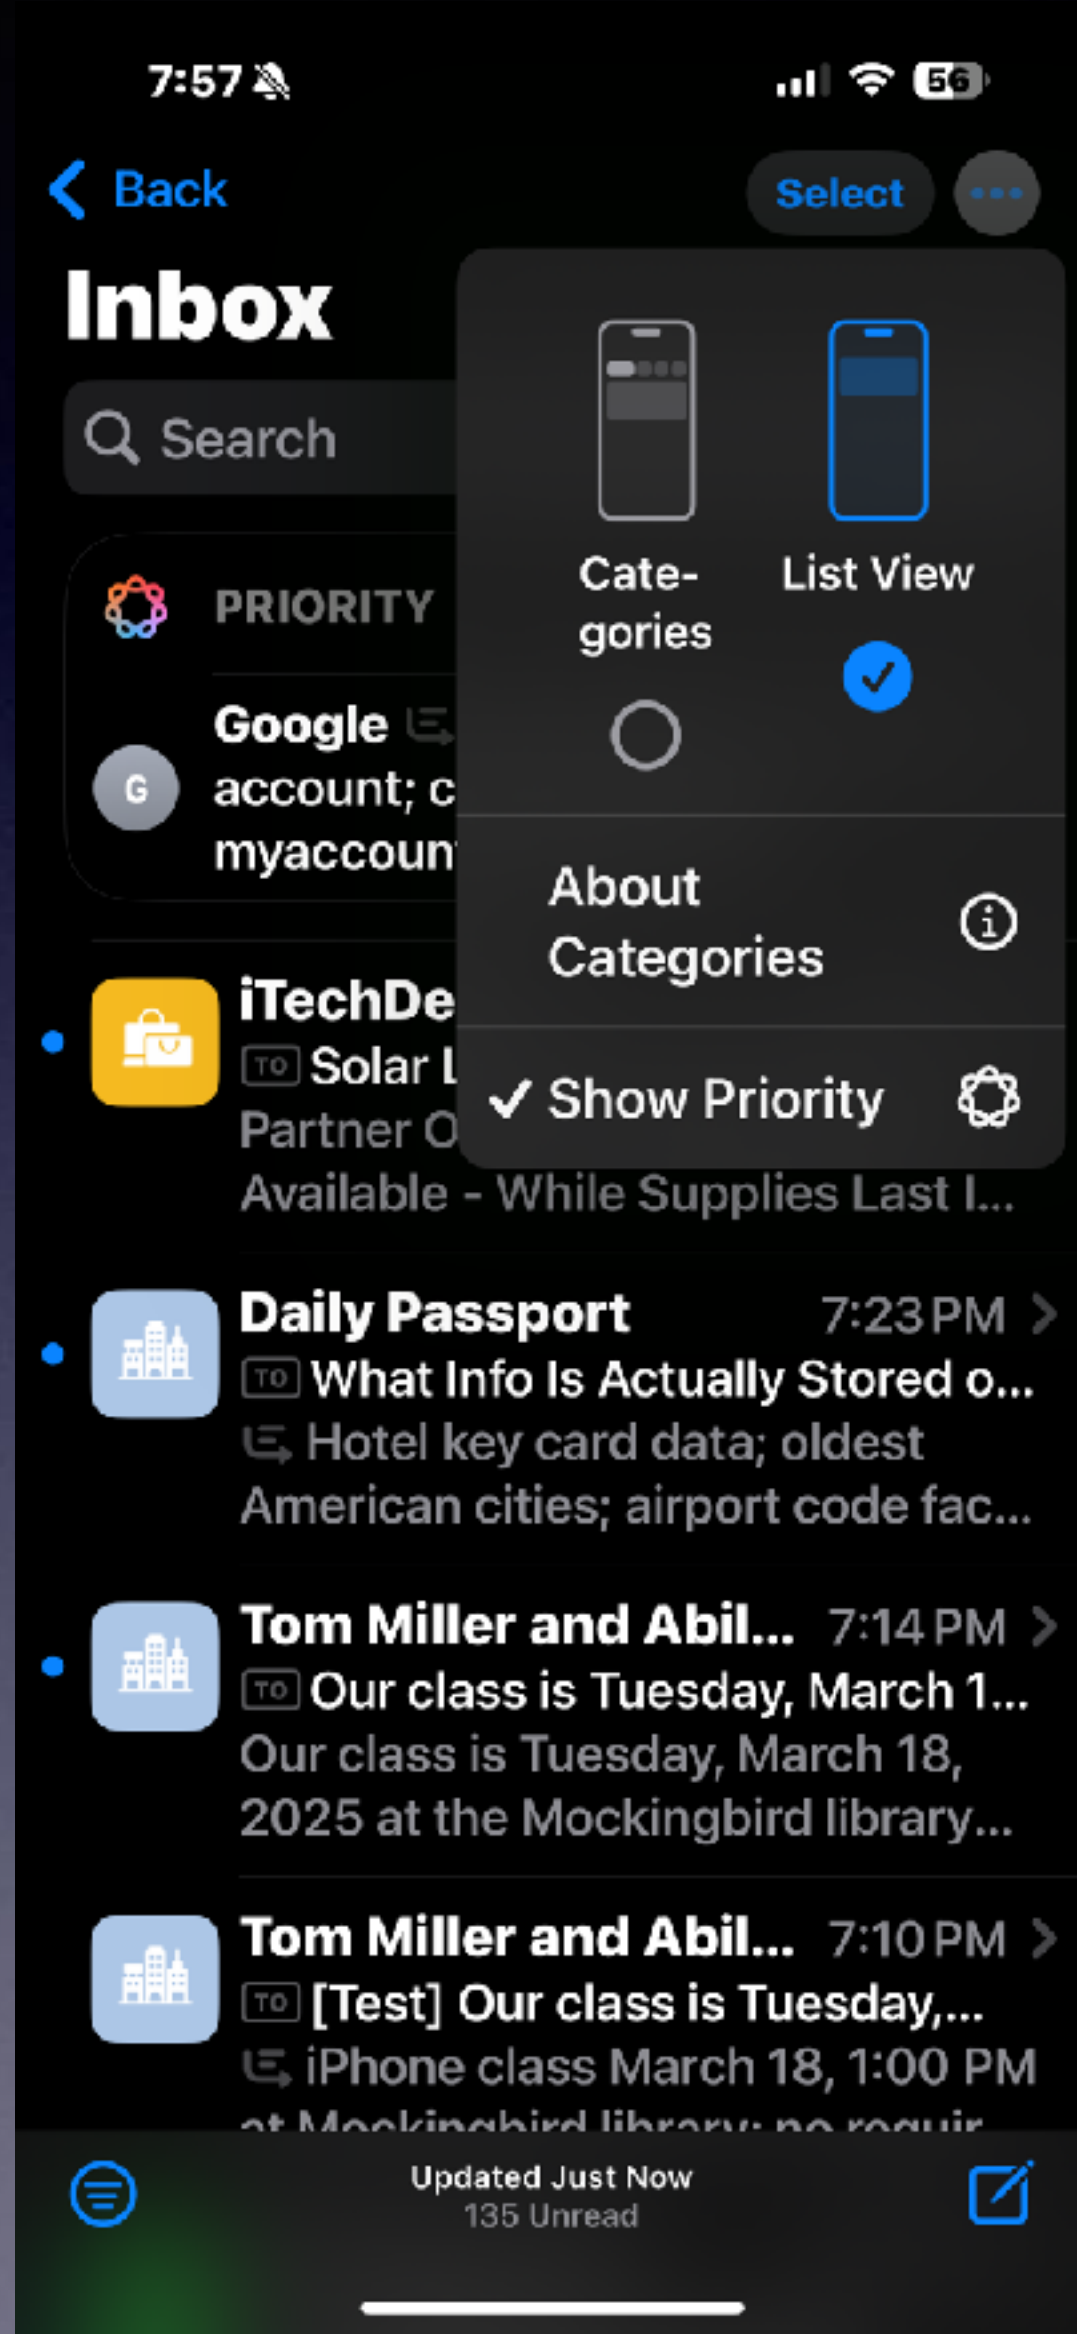 7:57
56
Back
Select
Inbox
Search
Cate-
gories
List View
PRIORITY
Google
G
account; c
myaccoun
About
Categories
iTechDe
TO Solar L
Show Priority
Partner O
Available - While Supplies Last I...
Daily Passport 7:23 PM
TO What Info Is Actually Stored o...
Hotel key card data; oldest
American cities; airport code fac...
Tom Miller and Abil... 7:14 PM
TO Our class is Tuesday, March 1...
Our class is Tuesday, March 18,
2025 at the Mockingbird library...
Tom Miller and Abil... 7:10 PM
TO [Test] Our class is Tuesday,...
iPhone class March 18, 1:00 PM
at Mockingbird library; no requir
Updated Just Now
135 Unread